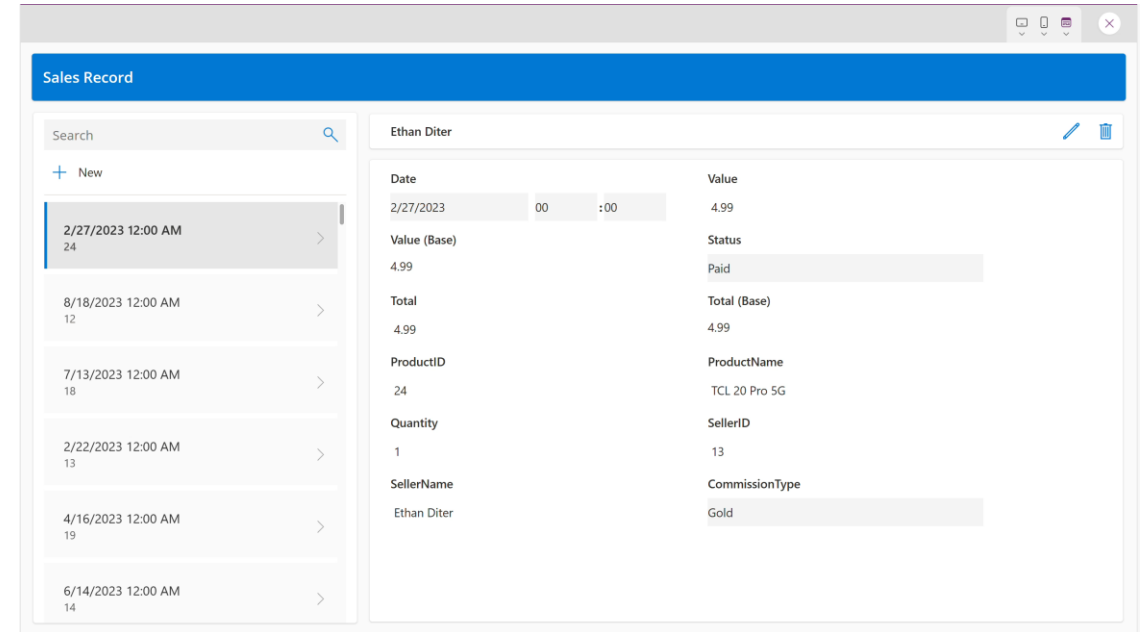 Sales Record
Search
New
2/27/2023 12:00 AM
24
8/18/2023 12:00 AM
12
7/13/2023 12:00 AM
18
2/22/2023 12:00 AM
13
4/16/2023 12:00 AM
19
6/14/2023 12:00 AM
14
Ethan Diter
Date Value
2/27/2023 00 :00 4.99
Value (Base) Status
4.99 Paid
Total Total (Base)
4.99 4.99
ProductID ProductName
24 TCL 20 Pro 5G
Quantity SellerID
1 13
SellerName CommissionType
Ethan Diter Gold